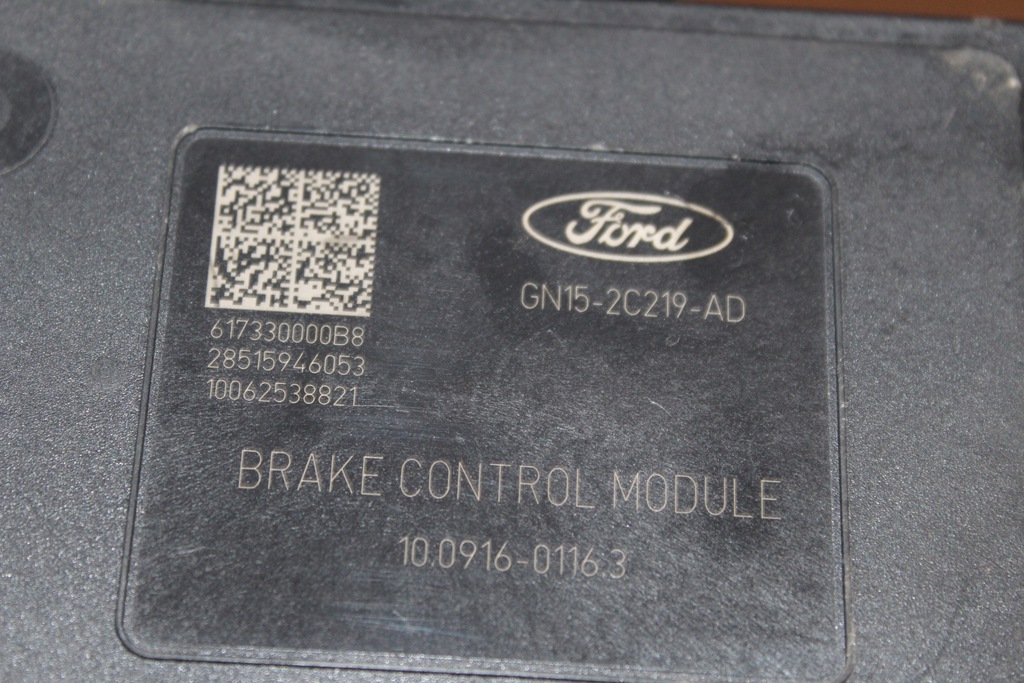 Ford
GN15-2C219-AD
617330000B8
28515946053
10062538821
BRAKE CONTROL MODULE
10.0916-0116.3